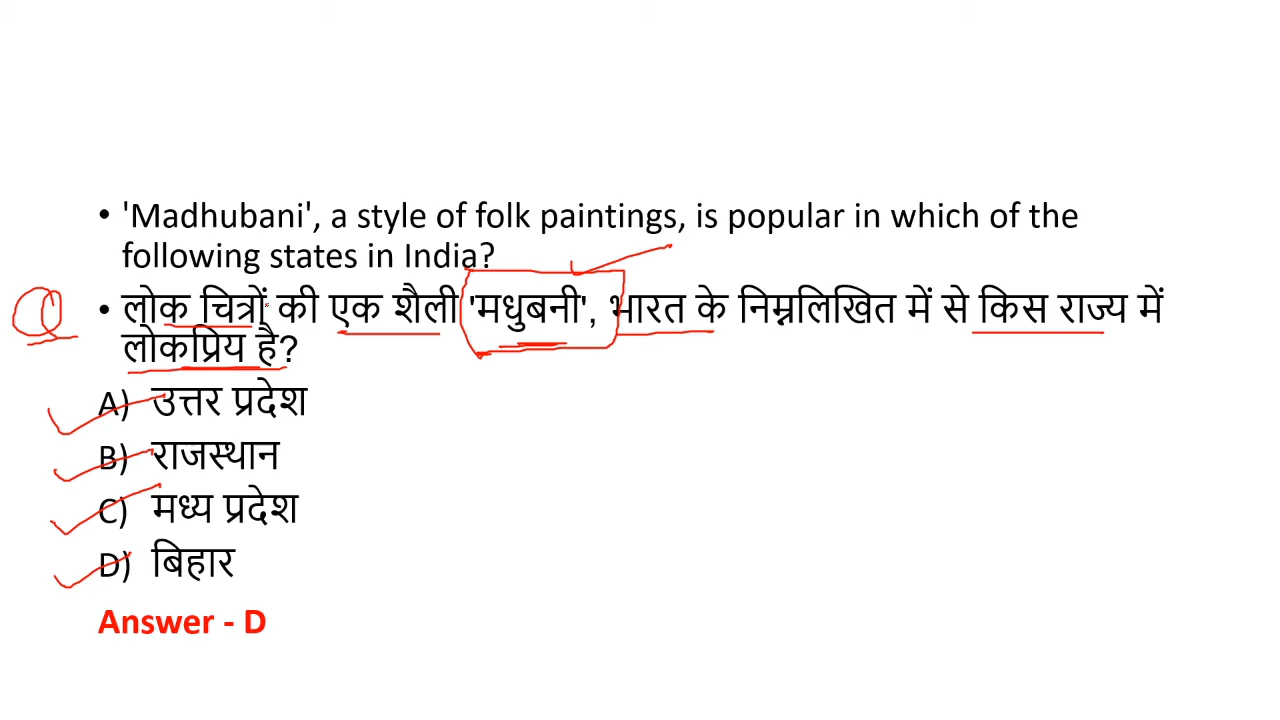 • 'Madhubani', a style of folk paintings, is popular in which of the
following states in India?
• लोक चित्रों की एक शैली 'मधुबनी', भारत के निम्नलिखित में से किस राज्य में
लोकप्रिय है?
A) उत्तर प्रदेश
B) राजस्थान
C) मध्य प्रदेश
D) बिहार
Answer - D